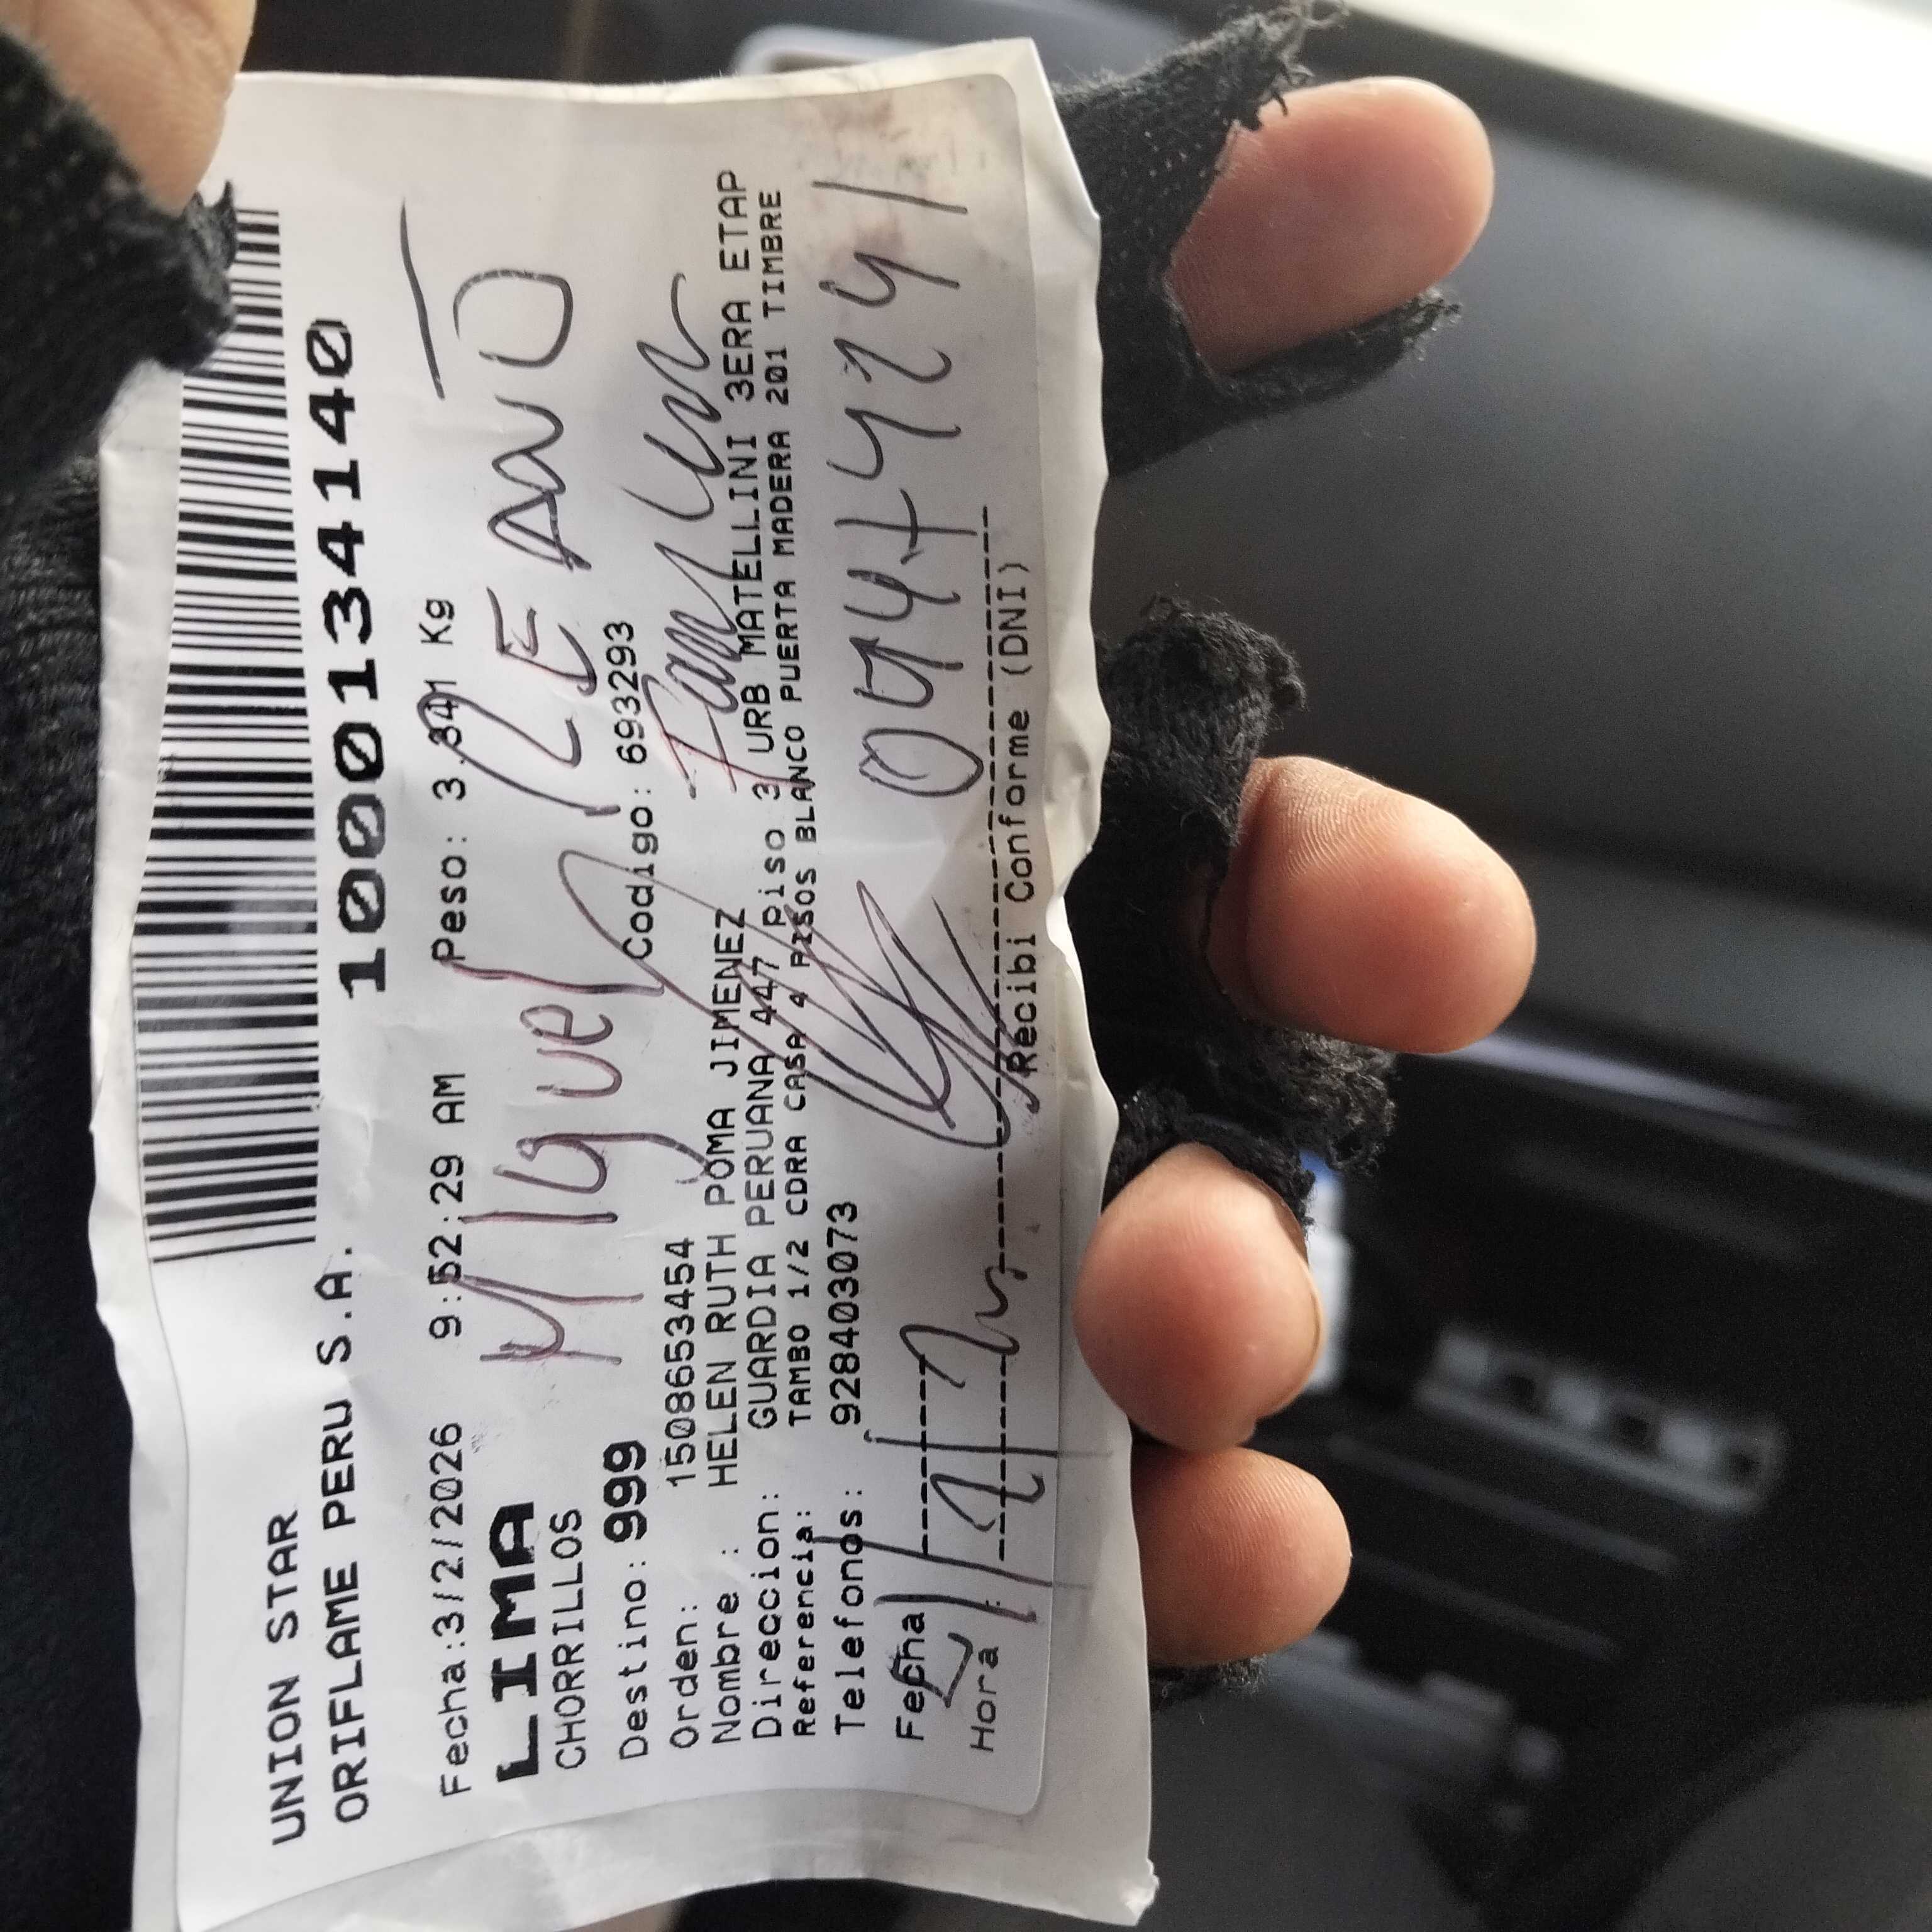 UNION STAR
ORIFLAME PERU S.A. 1000134140
Fecha:3/2/2026 9:52:29 AM Peso: 3.341 Kg
LIMA
Miguel
CHORRILLOS
Destino: 999 Codigo: 693293
Orden: 1508653454
Nombre : HELEN RUTH POMA JIMENEZ
Direccion: GUARDIA PERUANA 447 piso 3 URB MATELLINI 3ERA ETAP
Referencia: TAMBO 1/2 CDRA CASA 4 PISOS BLANCO PUERTA MADERA 201 TIMBRE
Telefonos: 928403073
Fecha
Hora :
Recibi Conforme (DNI)